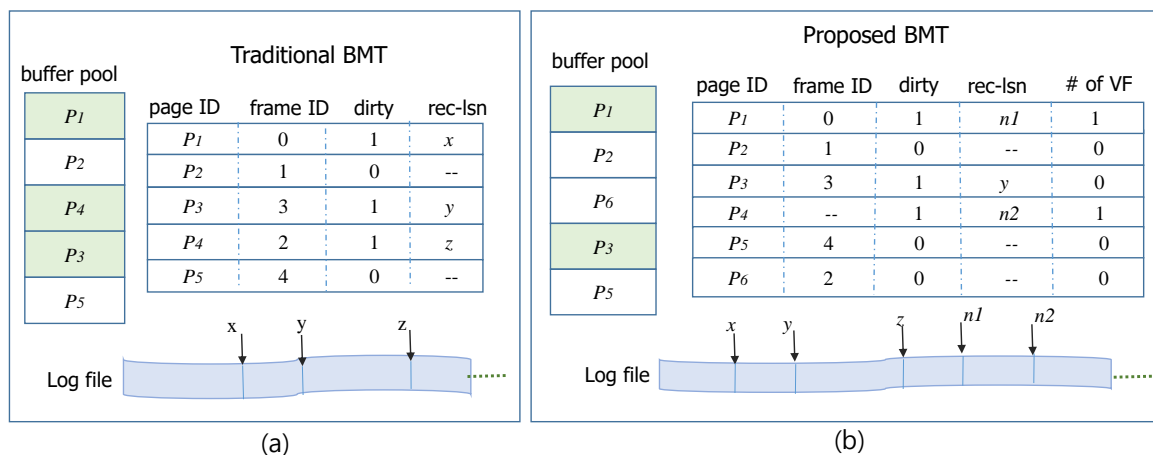 Traditional BMT
buffer pool
page ID frame ID dirty rec-lsn
P1 0 1 x
P2 1 0 --
P3 3 1 y
P4 2 1 z
P5 4 0 --
P1
P2
P4
P3
P5
x y z
Log file
(a)
Proposed BMT
buffer pool
page ID frame ID dirty rec-lsn # of VF
P1 0 1 n1 1
P2 1 0 -- 0
P3 3 1 y 0
P4 -- 1 n2 1
P5 4 0 -- 0
P6 2 0 -- 0
P1
P2
P6
P3
P5
x y z n1 n2
Log file
(b)